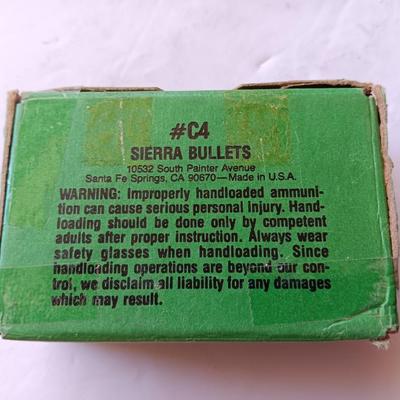 #C4
SIERRA BULLETS
10532 South Painter Avenue
Santa Fe Springs, CA 90670—Made in U.S.A.
WARNING: Improperly handloaded ammuni-
tion can cause serious personal injury. Hand-
loading should be done only by competent
adults after proper instruction. Always wear
safety glasses when handloading. Since
handloading operations are beyond our con-
trol, we disclaim all liability for any damages
which may result.